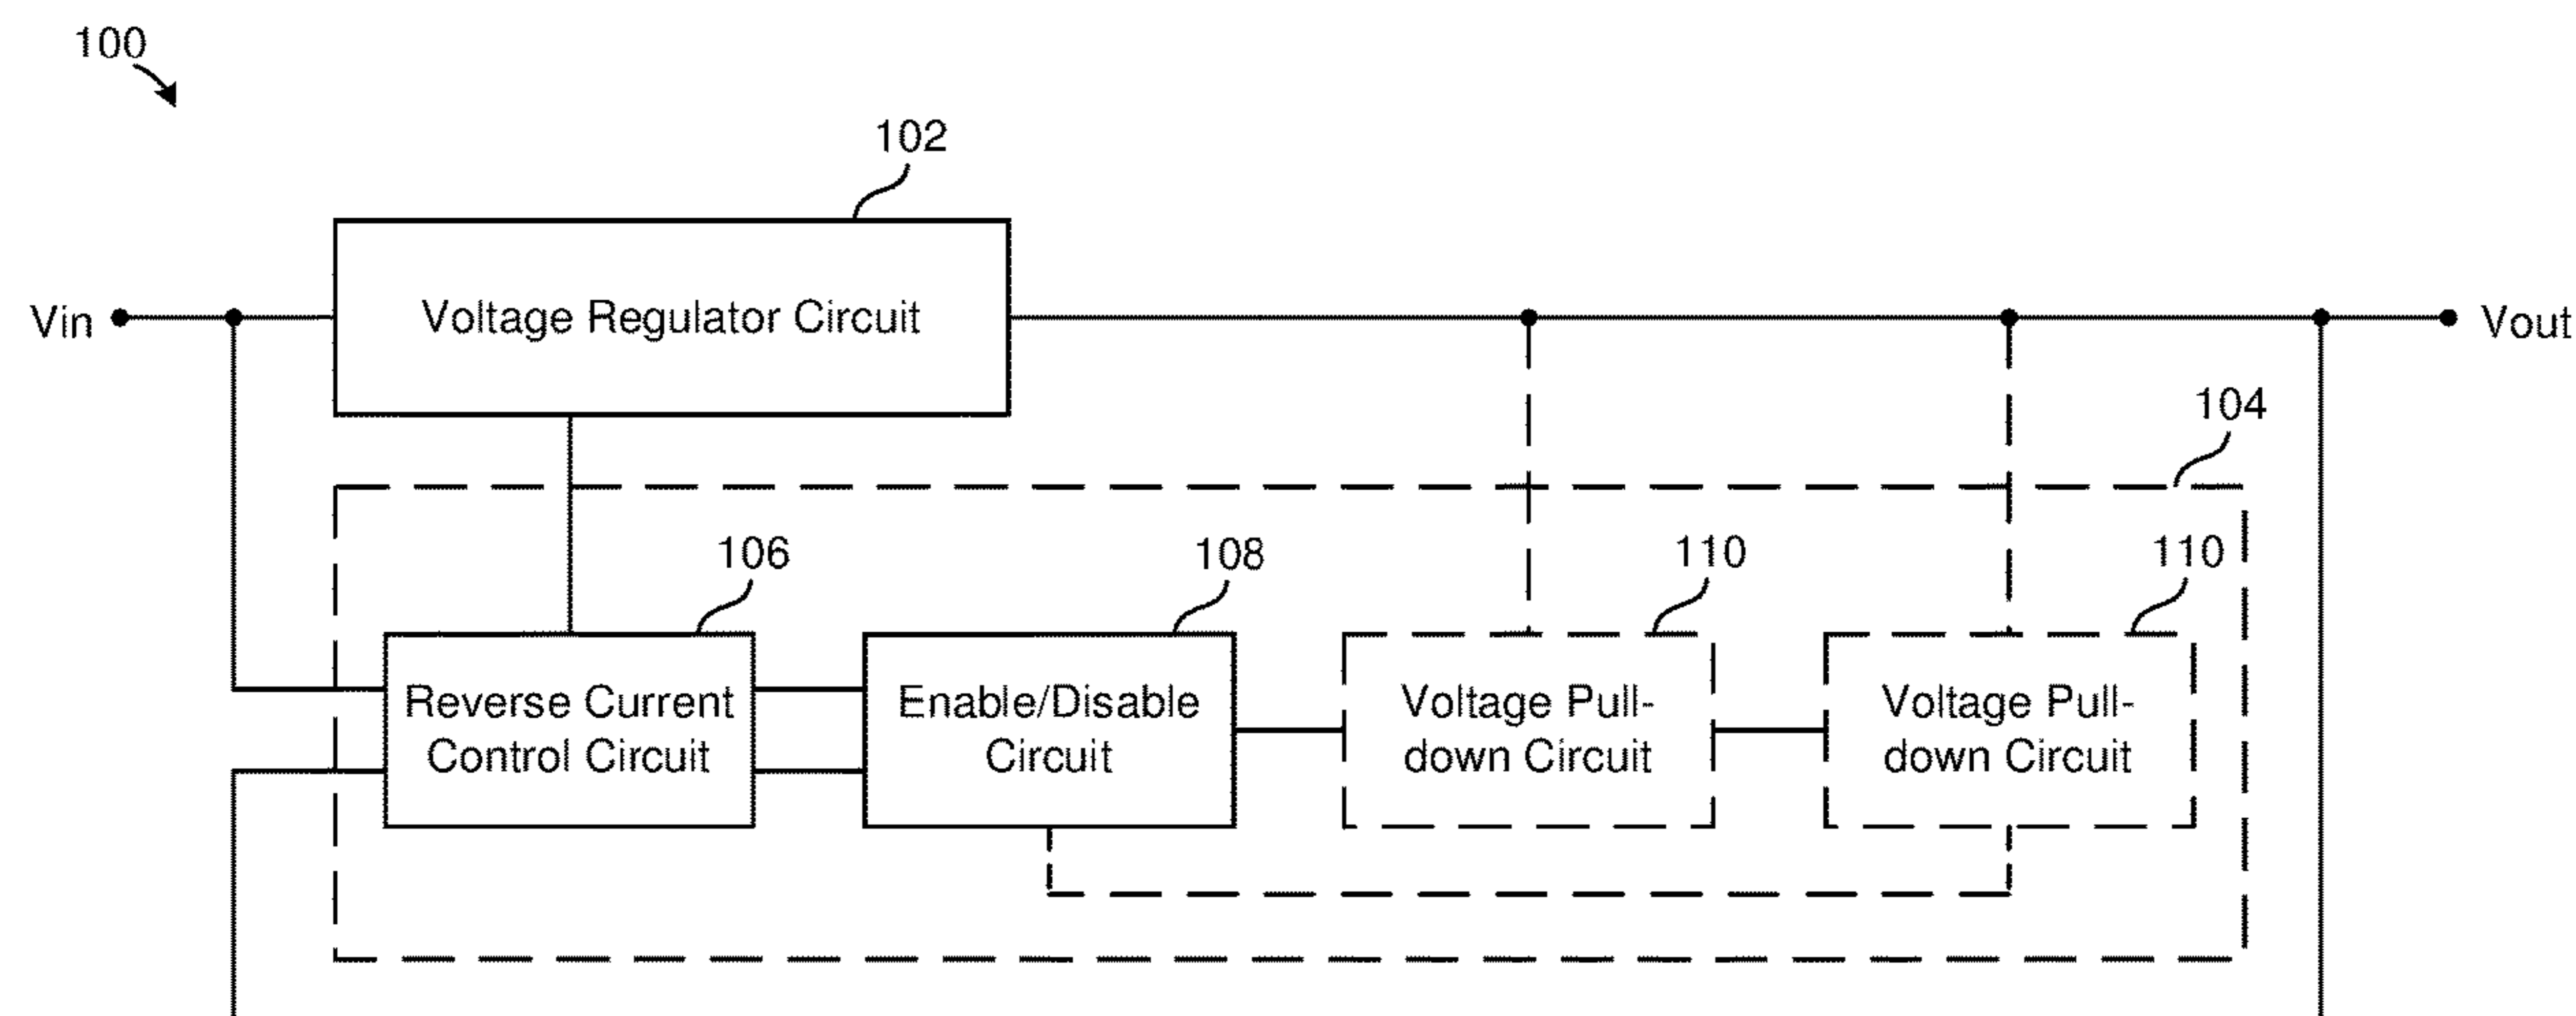 100
102
Vin
Voltage Regulator Circuit
Vout
104
106
108
110
110
Reverse Current
Control Circuit
Enable/Disable
Circuit
Voltage Pull-
down Circuit
Voltage Pull-
down Circuit